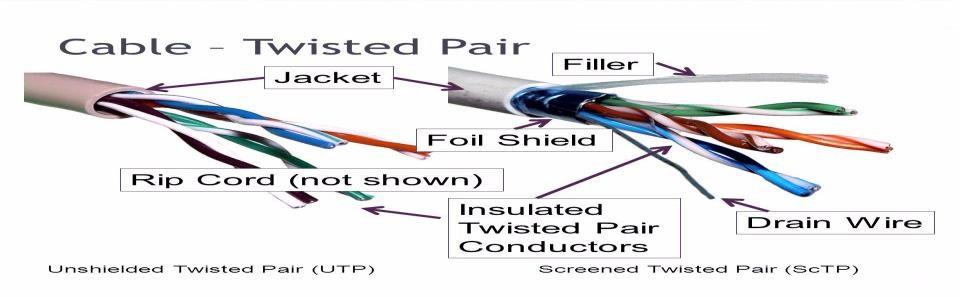 Cable - Twisted Pair
Jacket
Filler
Foil Shield
Rip Cord (not shown)
Insulated
Twisted Pair
Conductors
Drain Wire
Unshielded Twisted Pair (UTP)
Screened Twisted Pair (ScTP)